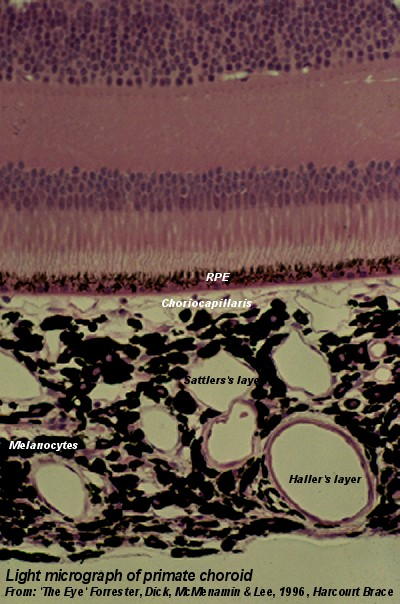 RPE
Choriocapillaris
Sattlers's laye
Melanocytes
Haller's layer
Light micrograph of primate choroid
From: 'The Eye' Forrester, Dick, McMenamin & Lee, 1996, Harcourt Brace